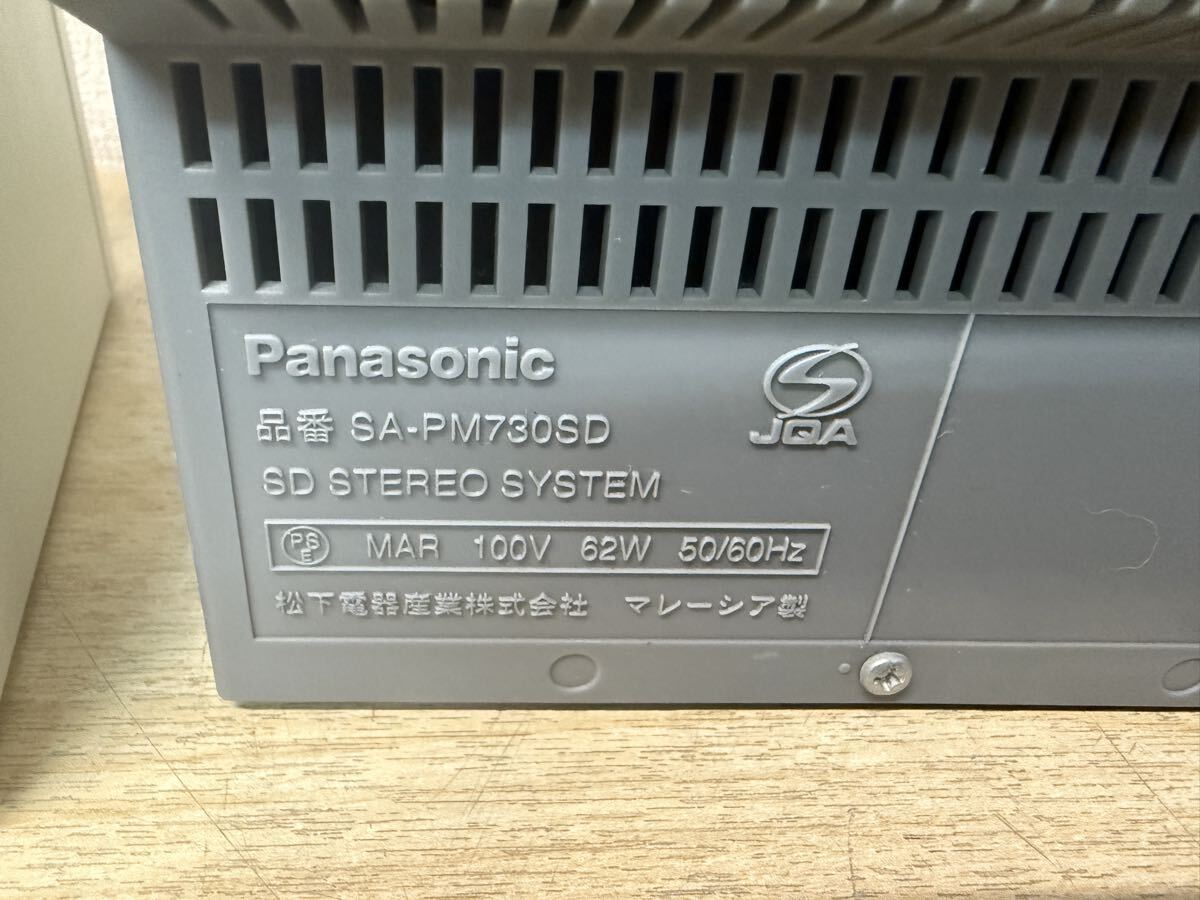 Panasonic
品番 SA-PM730SD
SD STEREO SYSTEM
JQA
PS E MAR 100V 62W 50/60Hz
松下電器産業株式会社 マレーシア製